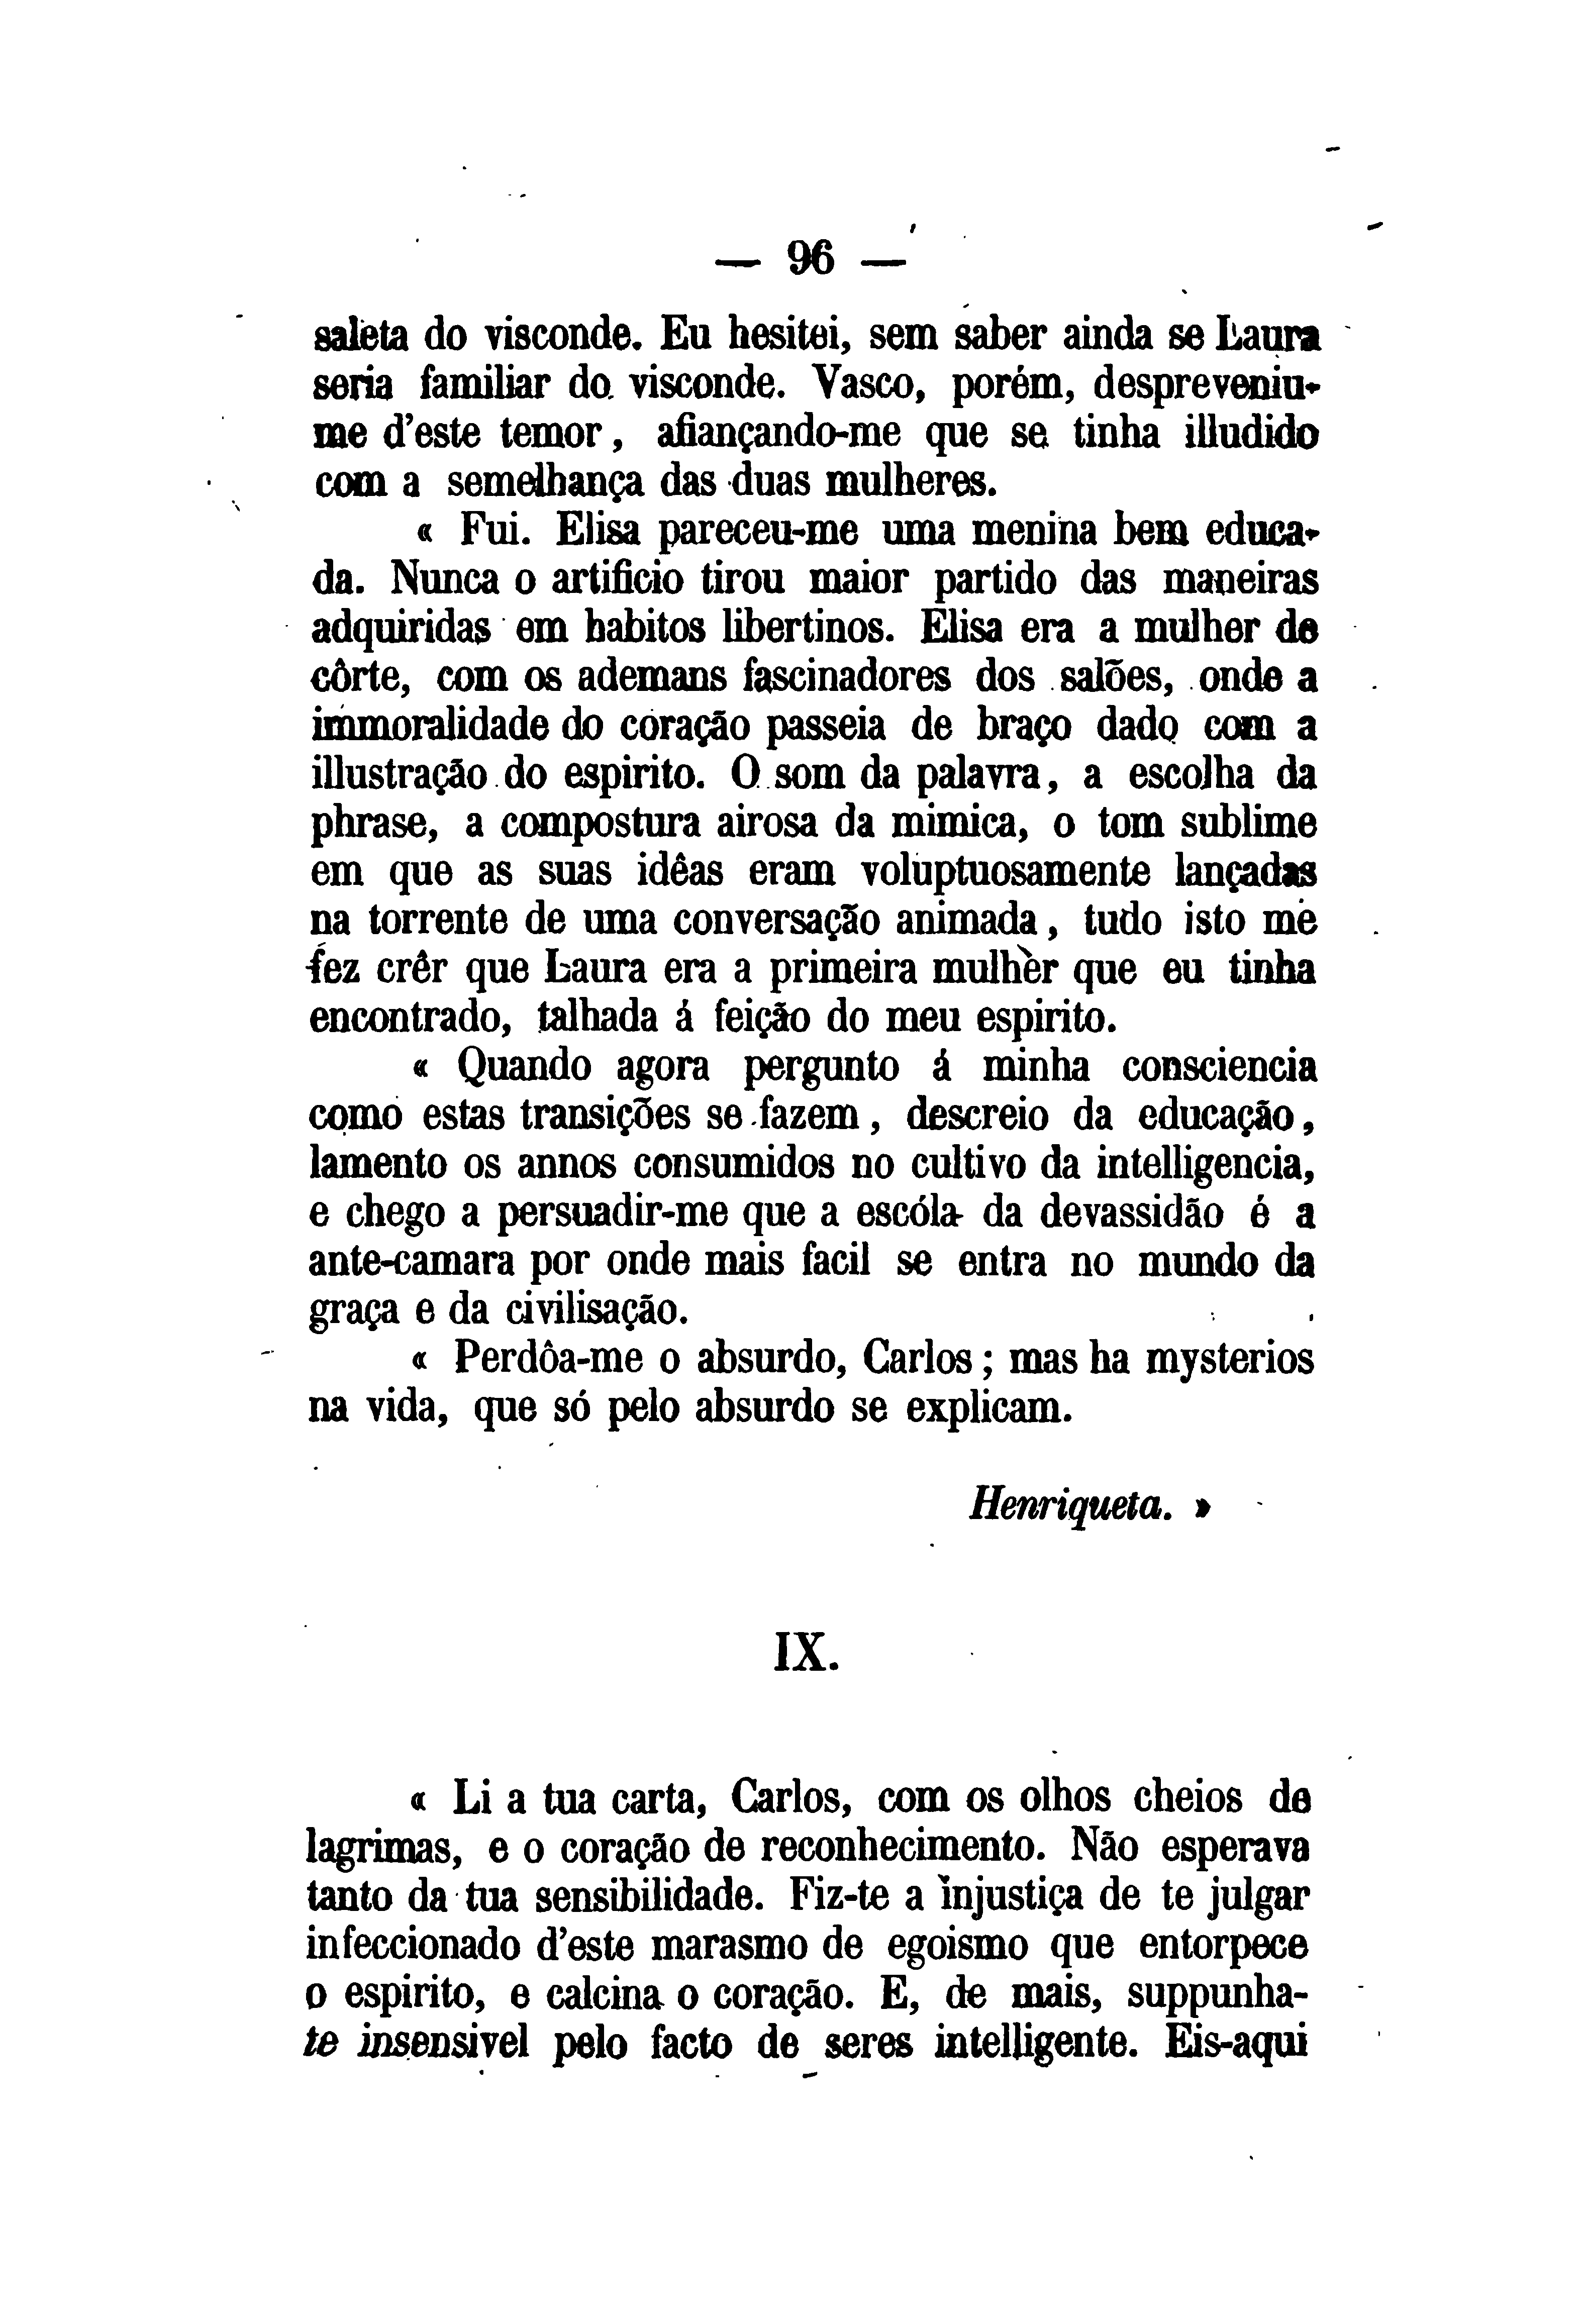 — 96 —
saleta do visconde. Eu hesitei, sem saber ainda se Laura
seria familiar do visconde. Vasco, porém, despreveniu-
me d'este temor, afiançando-me que se tinha illudido
com a semelhança das duas mulheres.
« Fui. Elisa pareceu-me uma menina bem educa-
da. Nunca o artificio tirou maior partido das maneiras
adquiridas em habitos libertinos. Elisa era a mulher de
côrte, com os ademans fascinadores dos salões, onde a
immoralidade do coração passeia de braço dado com a
illustração do espirito. O som da palavra, a escolha da
phrase, a compostura airosa da mimica, o tom sublime
em que as suas idêas eram voluptuosamente lançadas
na torrente de uma conversação animada, tudo isto me
fez crêr que Laura era a primeira mulher que eu tinha
encontrado, talhada á feição do meu espirito.
« Quando agora pergunto á minha consciencia
como estas transições se fazem, descreio da educação,
lamento os annos consumidos no cultivo da intelligencia,
e chego a persuadir-me que a escóla da devassidão é a
ante-camara por onde mais facil se entra no mundo da
graça e da civilisação.
« Perdôa-me o absurdo, Carlos; mas ha mysterios
na vida, que só pelo absurdo se explicam.
Henriqueta. »
IX.
« Li a tua carta, Carlos, com os olhos cheios de
lagrimas, e o coração de reconhecimento. Não esperava
tanto da tua sensibilidade. Fiz-te a injustiça de te julgar
infeccionado d'este marasmo de egoismo que entorpece
o espirito, e calcina o coração. E, de mais, suppunha-
te insensivel pelo facto de seres intelligente. Eis-aqui